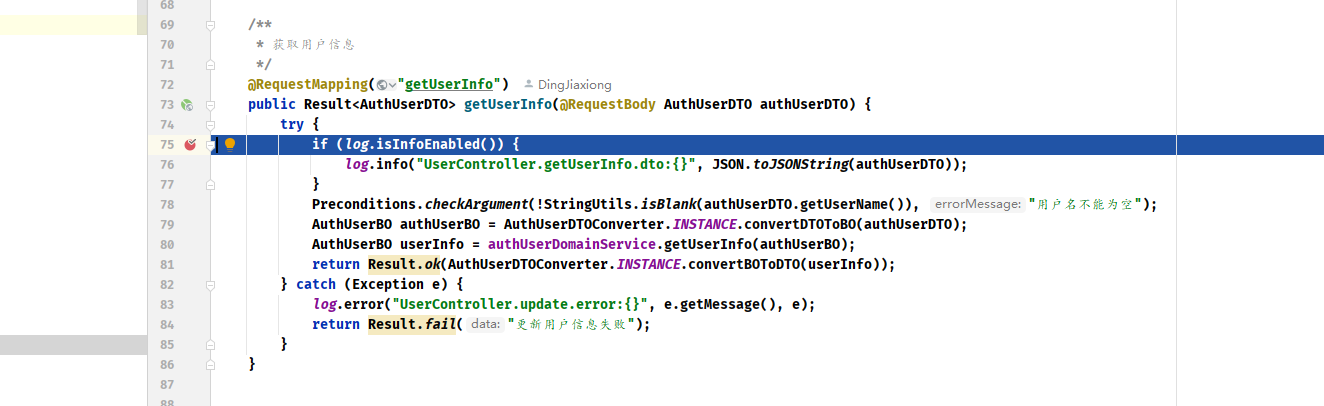 68
69 /**
70 * 获取用户信息
71 */
72 @RequestMapping("getUserInfo") DingJiaxiong
73 public Result<AuthUserDTO> getUserInfo(@RequestBody AuthUserDTO authUserDTO) {
74 try {
75 if (log.isInfoEnabled()) {
76 log.info("UserController.getUserInfo.dto:{}", JSON.toJSONString(authUserDTO));
77 }
78 Preconditions.checkArgument(!StringUtils.isBlank(authUserDTO.getUserName()), errorMessage: "用户名不能为空");
79 AuthUserBO authUserBO = AuthUserDTOConverter.INSTANCE.convertDTOToBO(authUserDTO);
80 AuthUserBO userInfo = authUserDomainService.getUserInfo(authUserBO);
81 return Result.ok(AuthUserDTOConverter.INSTANCE.convertBOToDTO(userInfo));
82 } catch (Exception e) {
83 log.error("UserController.update.error:{}", e.getMessage(), e);
84 return Result.fail( data: "更新用户信息失败");
85 }
86 }
87
88